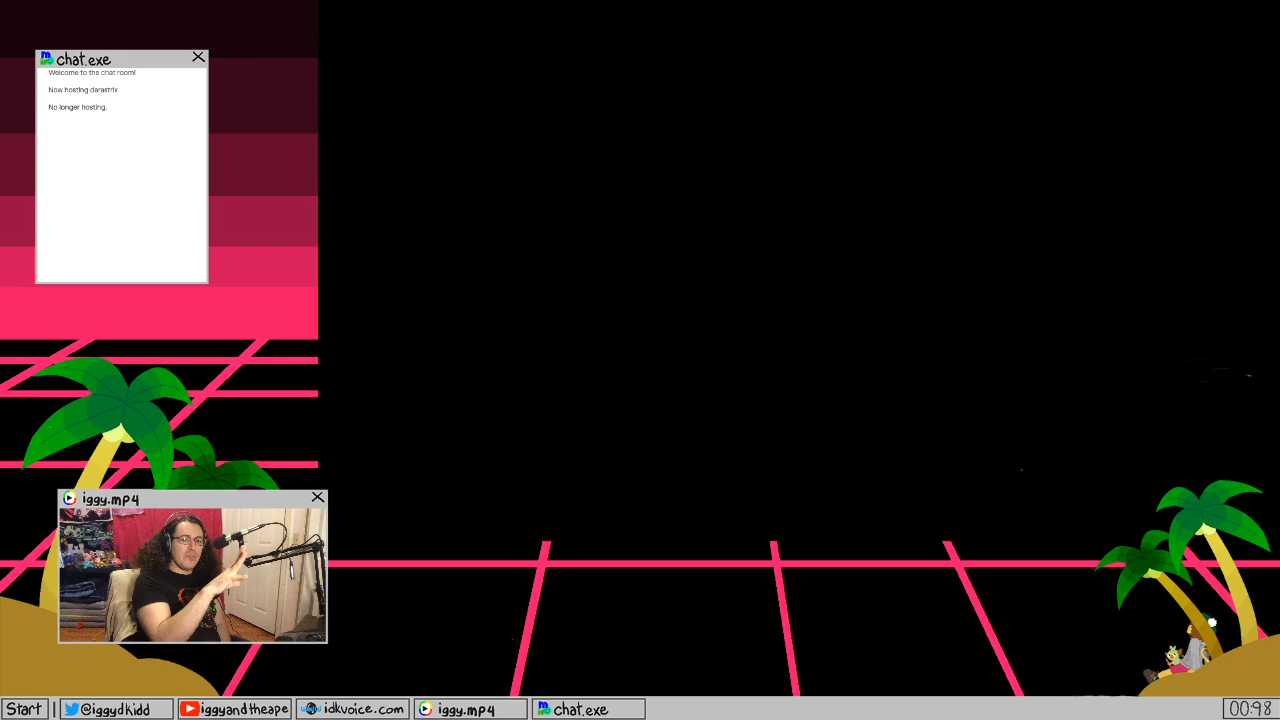 chat.exe
Welcome to the chat room!
Now hosting darastrix
No longer hosting.
iggy.mp4
Start | @iggydkidd iggyandtheape idkvoice.com iggy.mp4 chat.exe 00:98